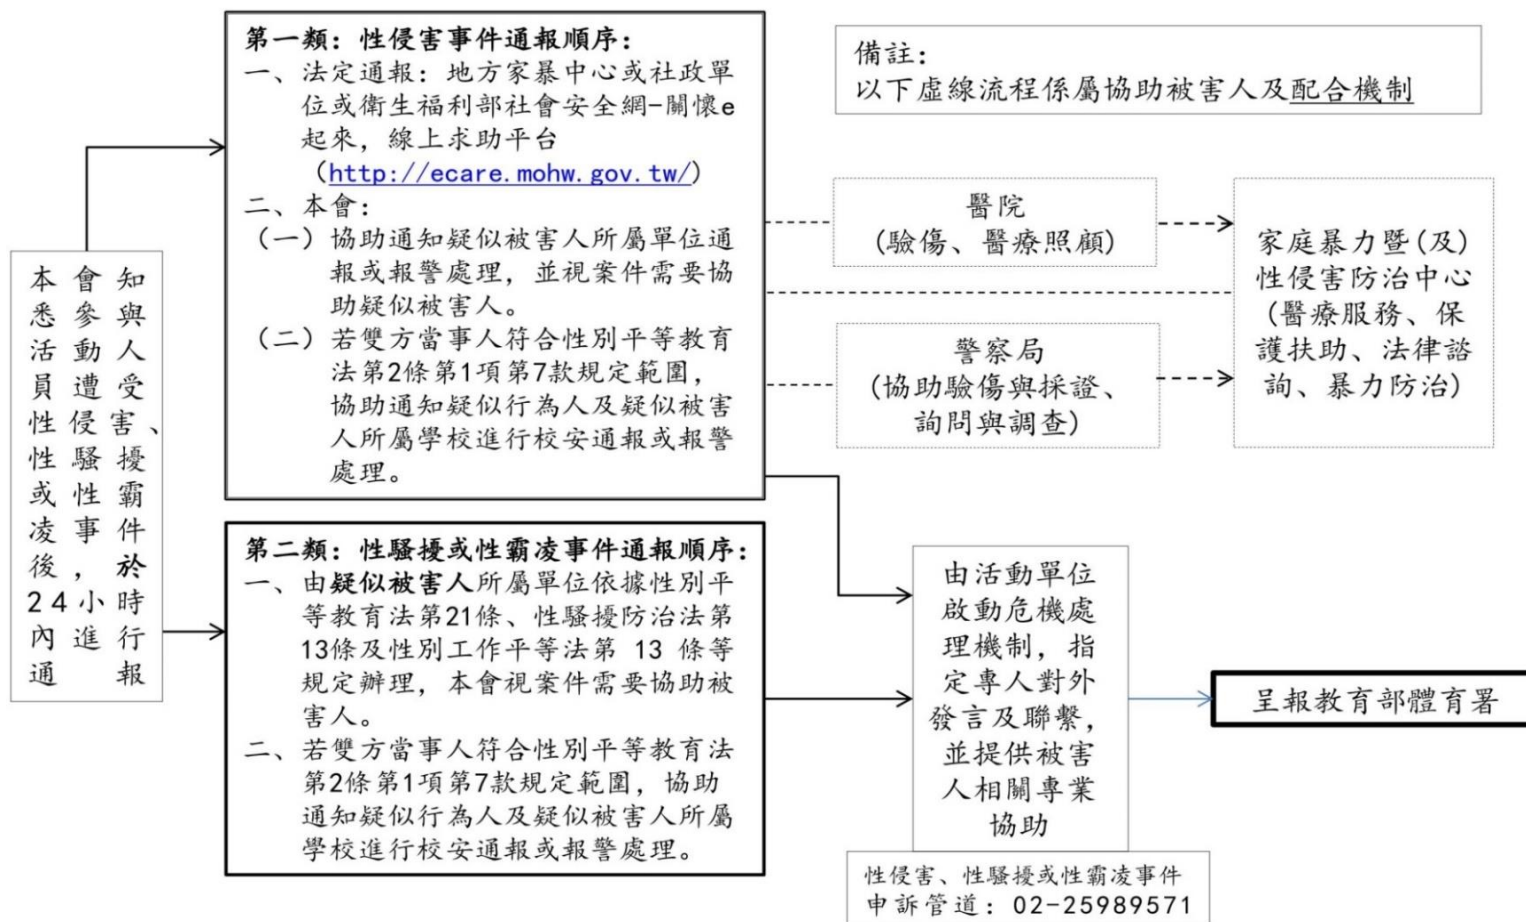 本會知
悉參與
活動人
員遭受
性侵害、
性騷擾
或性霸
凌事件
後，於
24小時
內進行
通報
第一類：性侵害事件通報順序：
一、法定通報：地方家暴中心或社政單
位或衛生福利部社會安全網-關懷e
起來，線上求助平台
（http://ecare.mohw.gov.tw/）
二、本會：
（一）協助通知疑似被害人所屬單位通
報或報警處理，並視案件需要協
助疑似被害人。
（二）若雙方當事人符合性別平等教育
法第2條第1項第7款規定範圍，
協助通知疑似行為人及疑似被害
人所屬學校進行校安通報或報警
處理。
第二類：性騷擾或性霸凌事件通報順序：
一、由疑似被害人所屬單位依據性別平
等教育法第21條、性騷擾防治法第
13條及性別工作平等法第 13 條等
規定辦理，本會視案件需要協助被
害人。
二、若雙方當事人符合性別平等教育法
第2條第1項第7款規定範圍，協助
通知疑似行為人及疑似被害人所屬
學校進行校安通報或報警處理。
備註：
以下虛線流程係屬協助被害人及配合機制
醫院
(驗傷、醫療照顧)
警察局
(協助驗傷與採證、
詢問與調查)
家庭暴力暨(及)
性侵害防治中心
(醫療服務、保
護扶助、法律諮
詢、暴力防治)
由活動單位
啟動危機處
理機制，指
定專人對外
發言及聯繫，
並提供被害
人相關專業
協助
呈報教育部體育署
性侵害、性騷擾或性霸凌事件
申訴管道：02-25989571